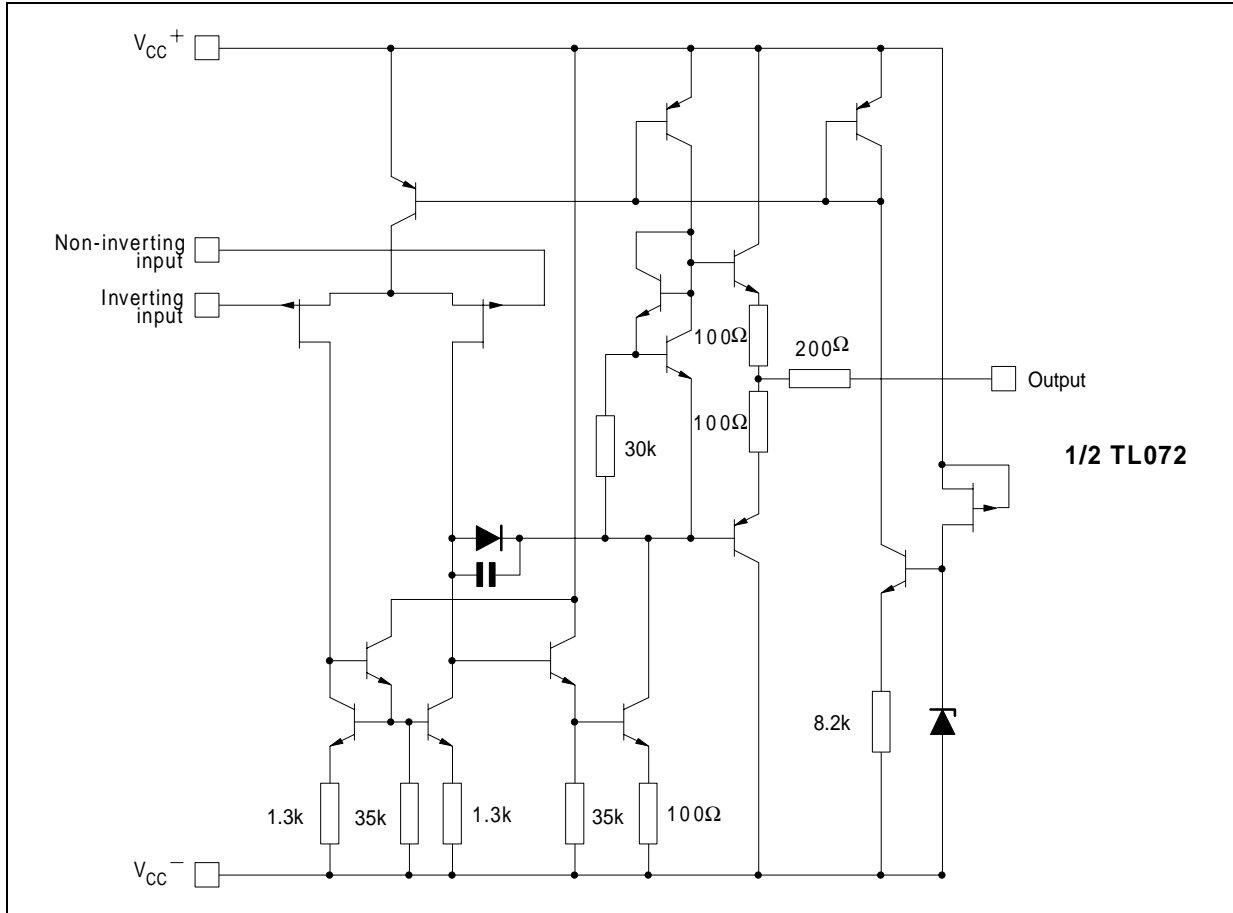 VCC+
Non-inverting
input
Inverting
input
100Ω
200Ω
Output
100Ω
30k
1/2 TL072
8.2k
1.3k
35k
1.3k
35k
100Ω
VCC−